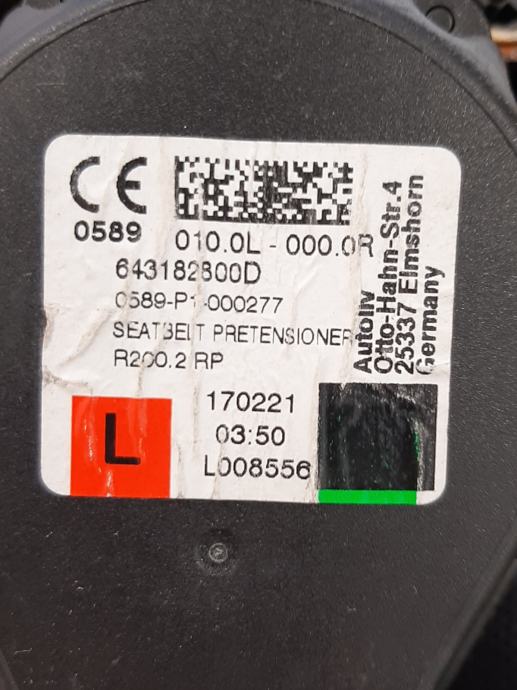 CE
0589
010.0L - 000.0R
643182800D
0589-P1-000277
SEATBELT PRETENSIONER
R200.2 RP
L
170221
03:50
L008556
Autoliv
Otto-Hahn-Str.4
25337 Elmshorn
Germany